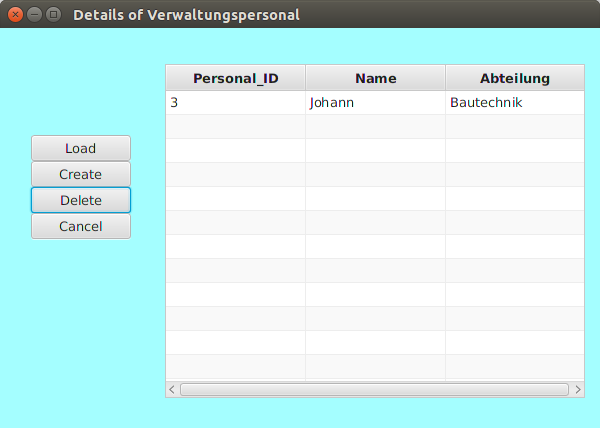 Details of Verwaltungspersonal
Personal_ID Name Abteilung
3 Johann Bautechnik
Load
Create
Delete
Cancel